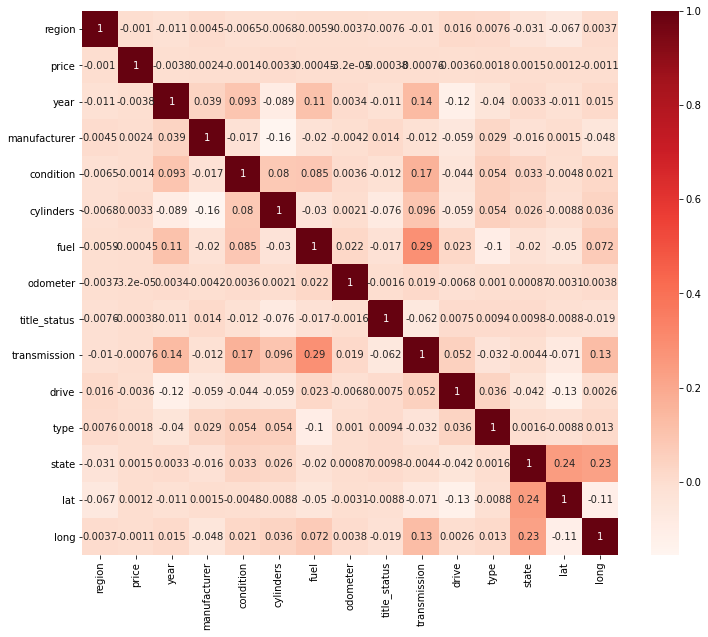 region 1 -0.001 -0.011 0.0045 -0.0065 -0.0068 -0.0059 -0.0037 -0.0076 -0.01 0.016 0.0076 -0.031 -0.067 0.0037
price -0.001 1 -0.0038 0.0024 -0.0014 0.0033 -0.00045 -3.2e-05 -0.00038 -0.00076 -0.0036 0.0018 0.0015 0.0012 -0.0011
year -0.011 -0.0038 1 0.039 0.093 -0.089 0.11 0.0034 -0.011 0.14 -0.12 -0.04 0.0033 -0.011 0.015
manufacturer 0.0045 0.0024 0.039 1 -0.017 -0.16 -0.02 -0.0042 0.014 -0.012 -0.059 0.029 -0.016 0.0015 -0.048
condition -0.0065 -0.0014 0.093 -0.017 1 0.08 0.085 0.0036 -0.012 0.17 -0.044 0.054 0.033 -0.0048 0.021
cylinders -0.0068 0.0033 -0.089 -0.16 0.08 1 -0.03 0.0021 -0.076 0.096 -0.059 0.054 0.026 -0.0088 0.036
fuel -0.0059 -0.00045 0.11 -0.02 0.085 -0.03 1 0.022 -0.017 0.29 0.023 -0.1 -0.02 -0.05 0.072
odometer -0.0037 -3.2e-05 0.0034 -0.0042 0.0036 0.0021 0.022 1 -0.0016 0.019 -0.0068 0.001 0.00087 -0.0031 0.0038
title_status -0.0076 -0.00038 -0.011 0.014 -0.012 -0.076 -0.017 -0.0016 1 -0.062 0.0075 0.0094 0.0098 -0.0088 -0.019
transmission -0.01 -0.00076 0.14 -0.012 0.17 0.096 0.29 0.019 -0.062 1 0.052 -0.032 -0.0044 -0.071 0.13
drive 0.016 -0.0036 -0.12 -0.059 -0.044 -0.059 0.023 -0.0068 0.0075 0.052 1 0.036 -0.042 -0.13 0.0026
type 0.0076 0.0018 -0.04 0.029 0.054 0.054 -0.1 0.001 0.0094 -0.032 0.036 1 0.0016 -0.0088 0.013
state -0.031 0.0015 0.0033 -0.016 0.033 0.026 -0.02 0.00087 0.0098 -0.0044 -0.042 0.0016 1 0.24 0.23
lat -0.067 0.0012 -0.011 0.0015 -0.0048 -0.0088 -0.05 -0.0031 -0.0088 -0.071 -0.13 -0.0088 0.24 1 -0.11
long 0.0037 -0.0011 0.015 -0.048 0.021 0.036 0.072 0.0038 -0.019 0.13 0.0026 0.013 0.23 -0.11 1
region price year manufacturer condition cylinders fuel odometer title_status transmission drive type state lat long
1.0
0.8
0.6
0.4
0.2
0.0